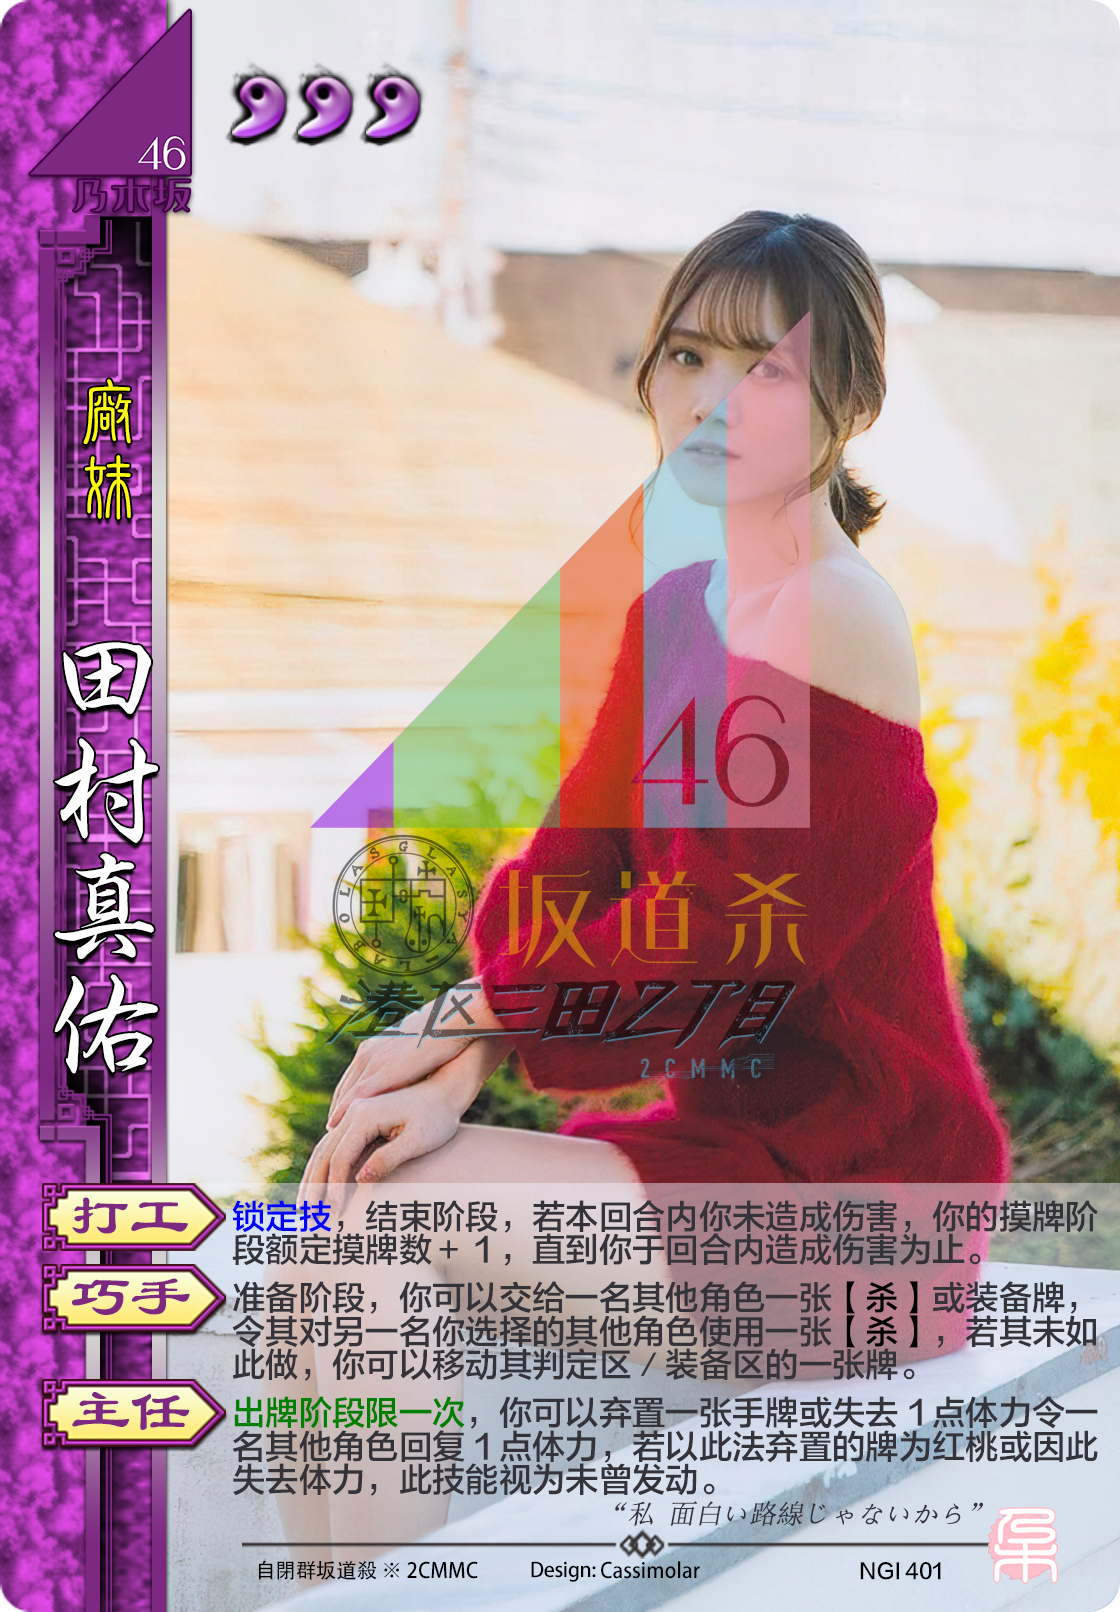 46
乃木坂
廠妹
田村真佑
46
GLASYA-LABOLAS
坂道杀
港区三田乙丁目
2CMMC
打工
锁定技，结束阶段，若本回合内你未造成伤害，你的摸牌阶
段额定摸牌数＋１，直到你于回合内造成伤害为止。
巧手
准备阶段，你可以交给一名其他角色一张【杀】或装备牌，
令其对另一名你选择的其他角色使用一张【杀】，若其未如
此做，你可以移动其判定区／装备区的一张牌。
主任
出牌阶段限一次，你可以弃置一张手牌或失去１点体力令一
名其他角色回复１点体力，若以此法弃置的牌为红桃或因此
失去体力，此技能视为未曾发动。
“私 面白い路線じゃないから”
自閉群坂道殺 ※ 2CMMC Design: Cassimolar NGI 401